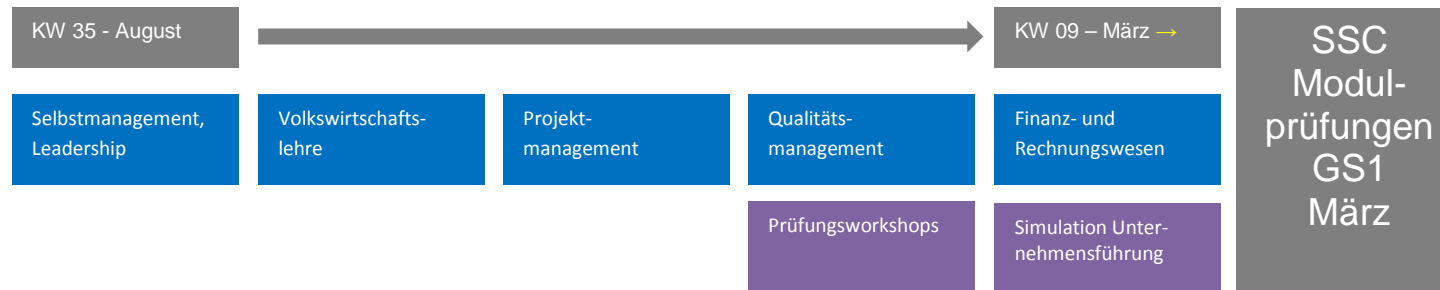 KW 35 - August
KW 09 – März →
SSC
Modul-
prüfungen
GS1
März
Selbstmanagement,
Leadership
Volkswirtschafts-
lehre
Projekt-
management
Qualitäts-
management
Finanz- und
Rechnungswesen
Prüfungsworkshops
Simulation Unter-
nehmensführung